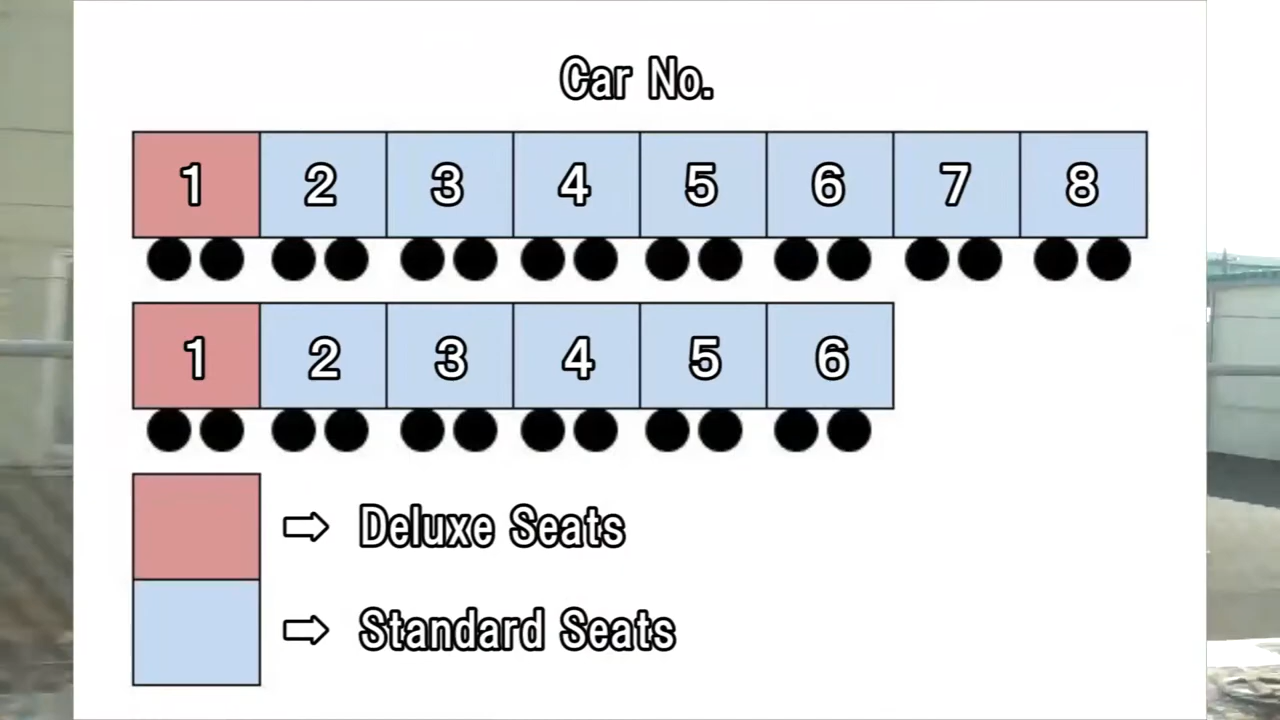 Car No.
1 2 3 4 5 6 7 8
1 2 3 4 5 6
⇨ Deluxe Seats
⇨ Standard Seats